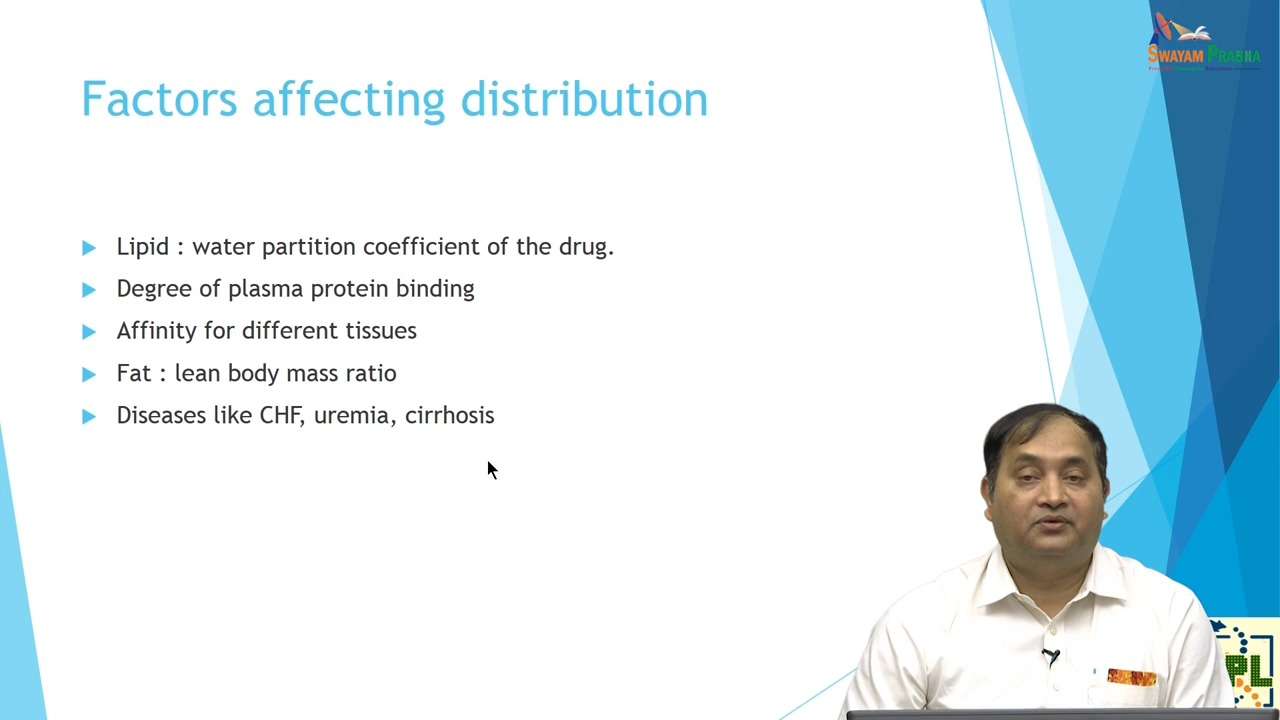 SWAYAM PRABHA
Factors affecting distribution
Lipid : water partition coefficient of the drug.
Degree of plasma protein binding
Affinity for different tissues
Fat : lean body mass ratio
Diseases like CHF, uremia, cirrhosis